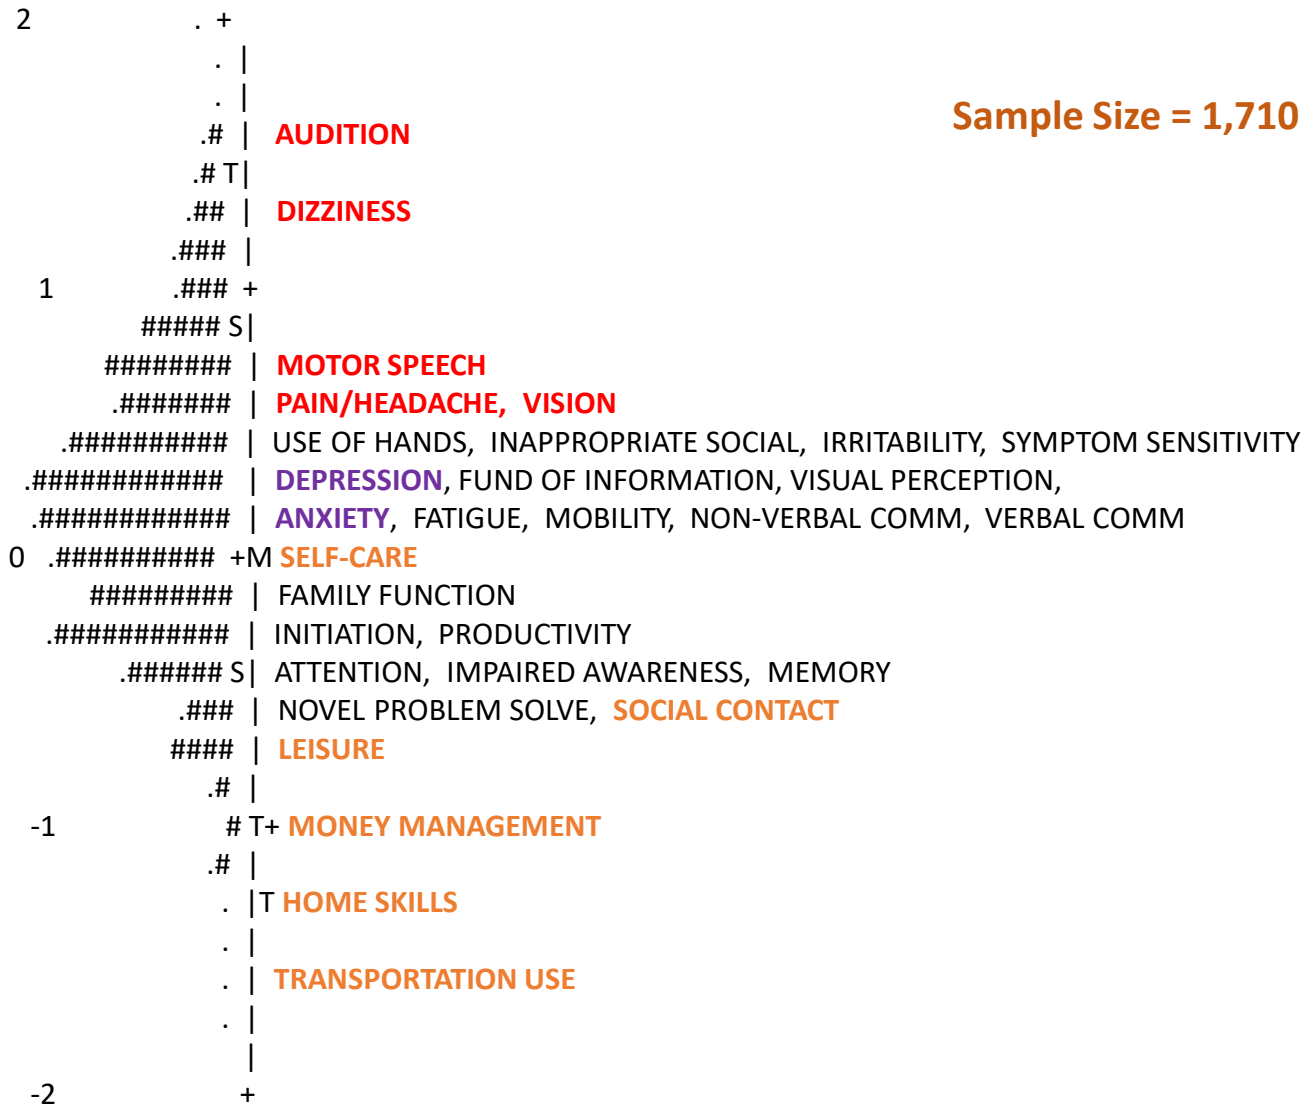 2 . +
. |
. |
Sample Size = 1,710
.# | AUDITION
.# T|
.## | DIZZINESS
.### |
1 .### +
##### S|
######## | MOTOR SPEECH
.####### | PAIN/HEADACHE, VISION
.########## | USE OF HANDS, INAPPROPRIATE SOCIAL, IRRITABILITY, SYMPTOM SENSITIVITY
.############ | DEPRESSION, FUND OF INFORMATION, VISUAL PERCEPTION,
.############ | ANXIETY, FATIGUE, MOBILITY, NON-VERBAL COMM, VERBAL COMM
0 .########## +M SELF-CARE
######### | FAMILY FUNCTION
.########### | INITIATION, PRODUCTIVITY
.###### S| ATTENTION, IMPAIRED AWARENESS, MEMORY
.### | NOVEL PROBLEM SOLVE, SOCIAL CONTACT
#### | LEISURE
.# |
-1 # T+ MONEY MANAGEMENT
.# |
. |T HOME SKILLS
. |
. | TRANSPORTATION USE
. |
|
-2 +